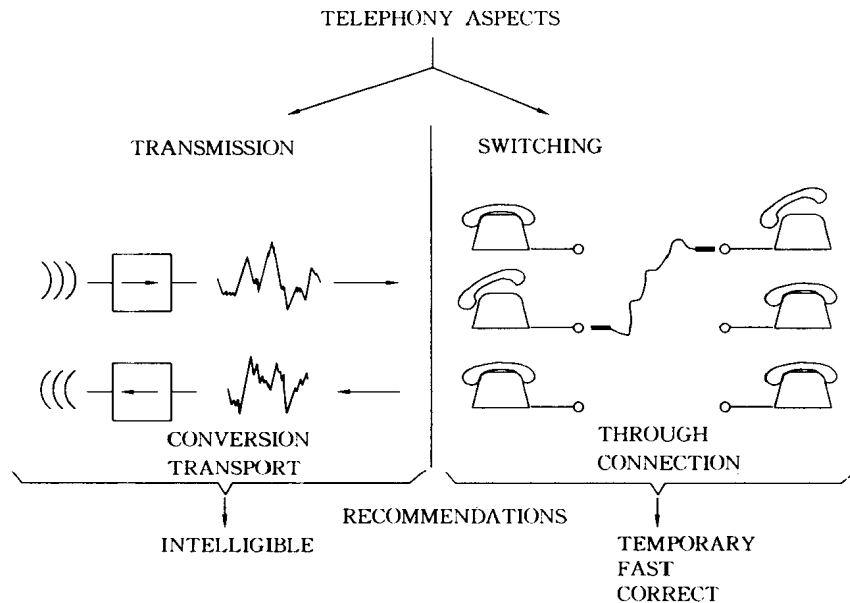 TELEPHONY ASPECTS
TRANSMISSION
SWITCHING
CONVERSION
TRANSPORT
THROUGH
CONNECTION
RECOMMENDATIONS
INTELLIGIBLE
TEMPORARY
FAST
CORRECT